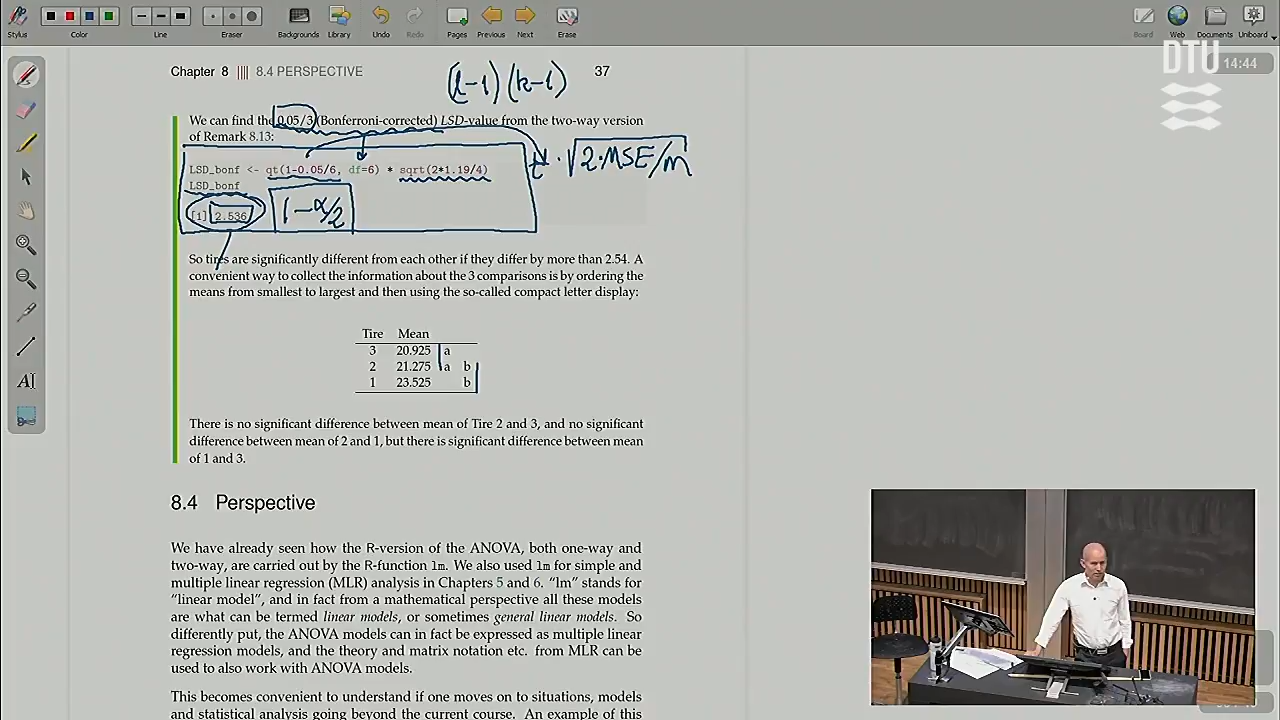 Stylus Color Line Eraser Backgrounds Library Undo Redo Pages Previous Next Erase Board Web Documents Uniboard
DTU
14:44
Chapter 8 |||| 8.4 PERSPECTIVE 37
(l-1)(k-1)
We can find the 0.05/3 (Bonferroni-corrected) LSD-value from the two-way version
of Remark 8.13:
LSD_bonf <- qt(1-0.05/6, df=6) * sqrt(2*1.19/4)
t · √2·MSE/m
LSD_bonf
[1] 2.536
1-α/2
So tires are significantly different from each other if they differ by more than 2.54. A
convenient way to collect the information about the 3 comparisons is by ordering the
means from smallest to largest and then using the so-called compact letter display:
Tire Mean
3 20.925 a
2 21.275 a b
1 23.525 b
There is no significant difference between mean of Tire 2 and 3, and no significant
difference between mean of 2 and 1, but there is significant difference between mean
of 1 and 3.
8.4 Perspective
We have already seen how the R-version of the ANOVA, both one-way and
two-way, are carried out by the R-function lm. We also used lm for simple and
multiple linear regression (MLR) analysis in Chapters 5 and 6. “lm” stands for
“linear model”, and in fact from a mathematical perspective all these models
are what can be termed linear models, or sometimes general linear models. So
differently put, the ANOVA models can in fact be expressed as multiple linear
regression models, and the theory and matrix notation etc. from MLR can be
used to also work with ANOVA models.
This becomes convenient to understand if one moves on to situations, models
and statistical analysis going beyond the current course. An example of this